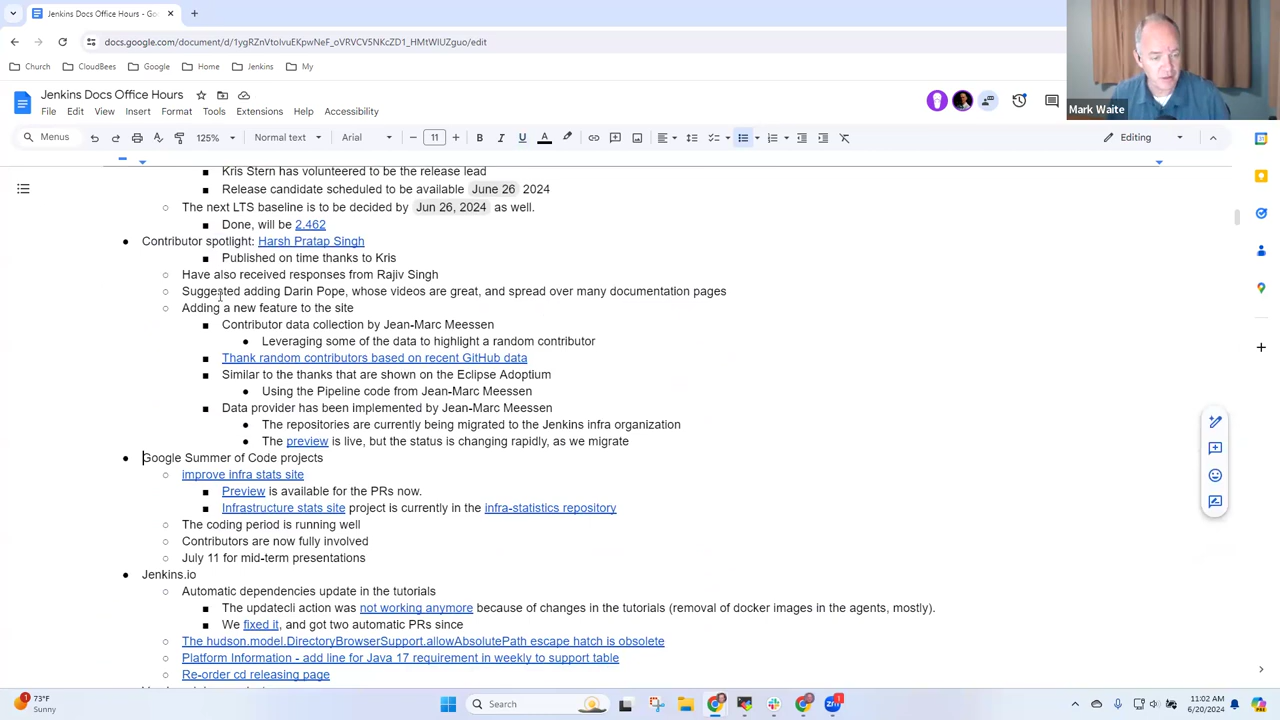 Jenkins Docs Office Hours - Go
docs.google.com/document/d/1ygRZnVtoIvuEKpwNeF_oVRVCV5NKcZD1_HMtWIUZguo/edit
Church CloudBees Google Home Jenkins My
Mark Waite
Jenkins Docs Office Hours
File Edit View Insert Format Tools Extensions Help Accessibility
Menus 125% Normal text Arial 11 B I U A Editing
Kris Stern has volunteered to be the release lead
Release candidate scheduled to be available June 26 2024
The next LTS baseline is to be decided by Jun 26, 2024 as well.
Done, will be 2.462
Contributor spotlight: Harsh Pratap Singh
Published on time thanks to Kris
Have also received responses from Rajiv Singh
Suggested adding Darin Pope, whose videos are great, and spread over many documentation pages
Adding a new feature to the site
Contributor data collection by Jean-Marc Meessen
Leveraging some of the data to highlight a random contributor
Thank random contributors based on recent GitHub data
Similar to the thanks that are shown on the Eclipse Adoptium
Using the Pipeline code from Jean-Marc Meessen
Data provider has been implemented by Jean-Marc Meessen
The repositories are currently being migrated to the Jenkins infra organization
The preview is live, but the status is changing rapidly, as we migrate
Google Summer of Code projects
improve infra stats site
Preview is available for the PRs now.
Infrastructure stats site project is currently in the infra-statistics repository
The coding period is running well
Contributors are now fully involved
July 11 for mid-term presentations
Jenkins.io
Automatic dependencies update in the tutorials
The updatecli action was not working anymore because of changes in the tutorials (removal of docker images in the agents, mostly).
We fixed it, and got two automatic PRs since
The hudson.model.DirectoryBrowserSupport.allowAbsolutePath escape hatch is obsolete
Platform Information - add line for Java 17 requirement in weekly to support table
Re-order cd releasing page
1 73°F
Sunny
Search
11:02 AM
6/20/2024